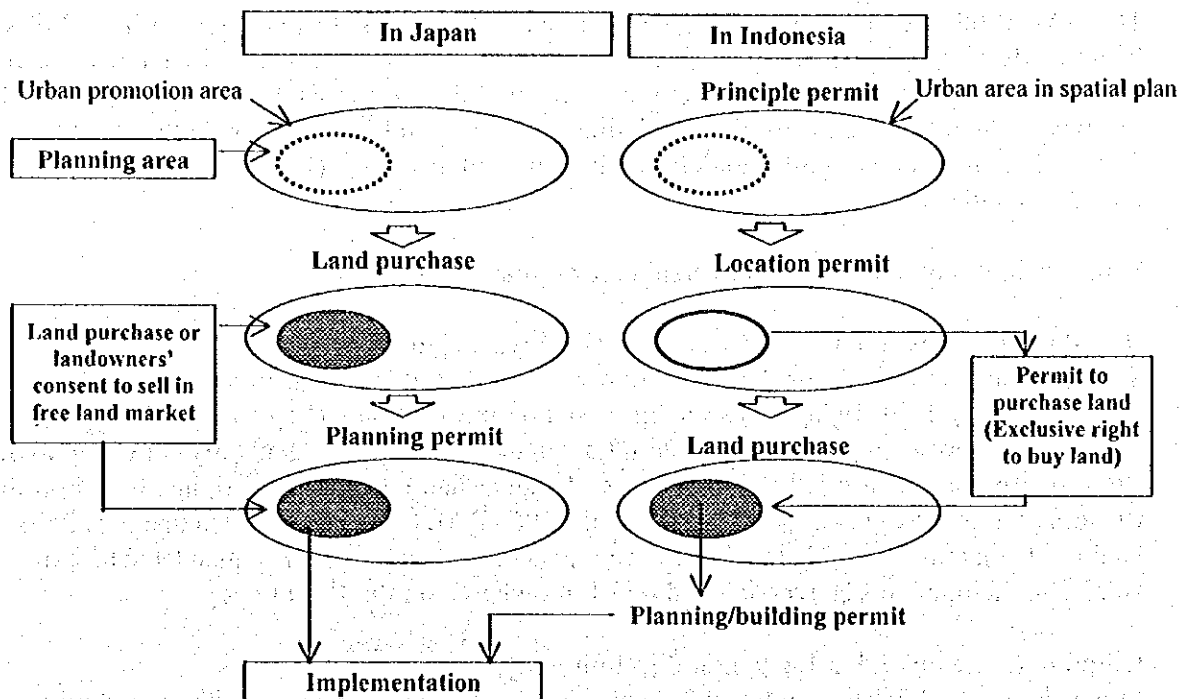 In Japan
In Indonesia
Urban promotion area
Principle permit
Urban area in spatial plan
Planning area
Land purchase
Location permit
Land purchase or
landowners'
consent to sell in
free land market
Permit to
purchase land
(Exclusive right
to buy land)
Planning permit
Land purchase
Planning/building permit
Implementation